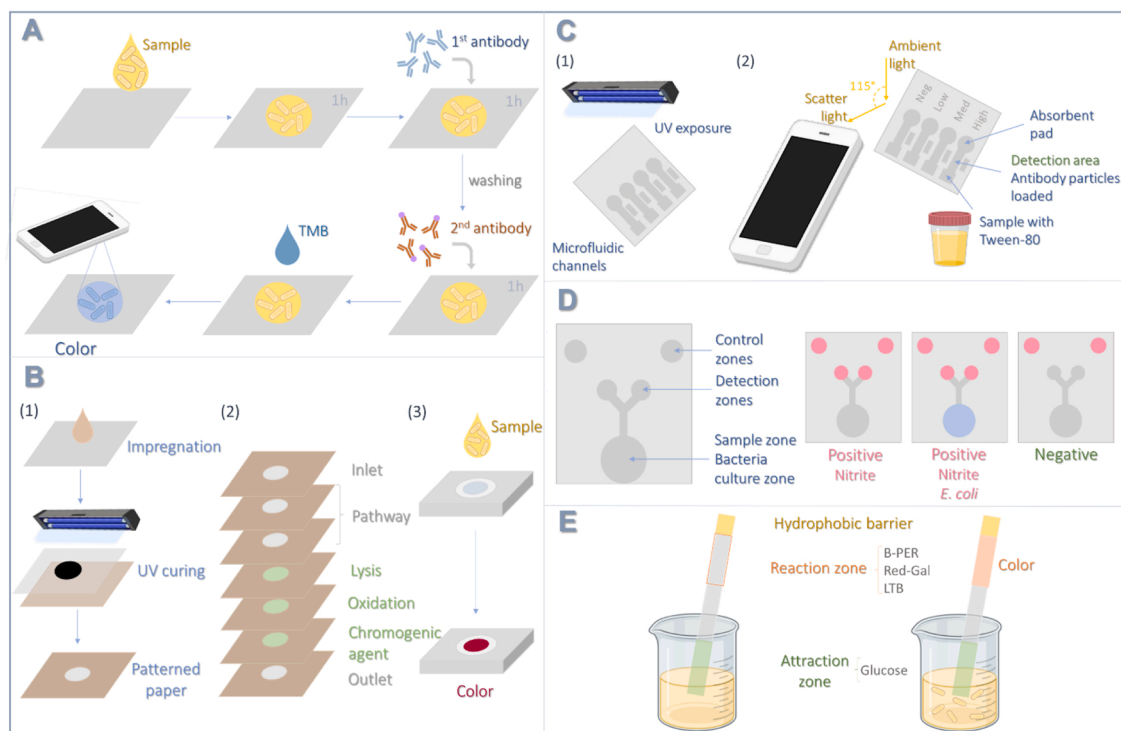 A
Sample
1st antibody
1h
1h
washing
TMB
2nd antibody
1h
Color
B
(1)
Impregnation
UV curing
Patterned
paper
(2)
Inlet
Pathway
Lysis
Oxidation
Chromogenic
agent
Outlet
(3)
Sample
Color
C
(1)
UV exposure
Microfluidic
channels
(2)
Ambient
light
115°
Scatter
light
Neg
Low
Med
High
Absorbent
pad
Detection area
Antibody particles
loaded
Sample with
Tween-80
D
Control
zones
Detection
zones
Sample zone
Bacteria
culture zone
Positive
Nitrite
Positive
Nitrite
E. coli
Negative
E
Hydrophobic barrier
Reaction zone
B-PER
Red-Gal
LTB
Color
Attraction
zone
Glucose